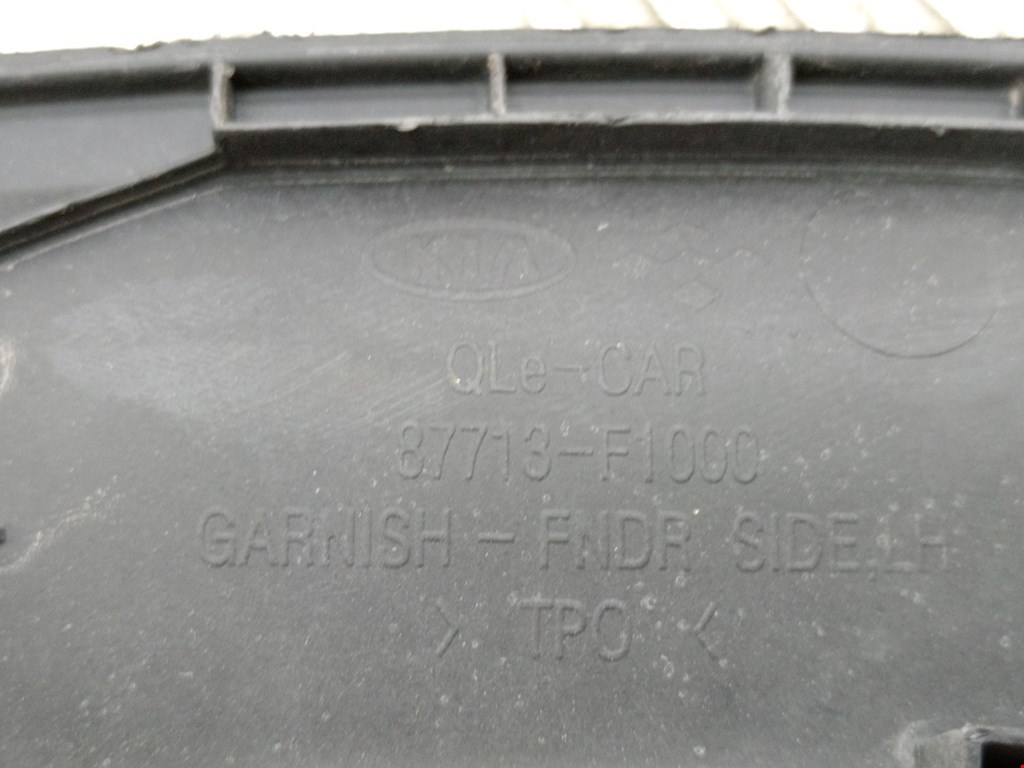 KIA
QLe-CAR
87713-F1000
GARNISH - FNDR SIDE,LH
> TPO <